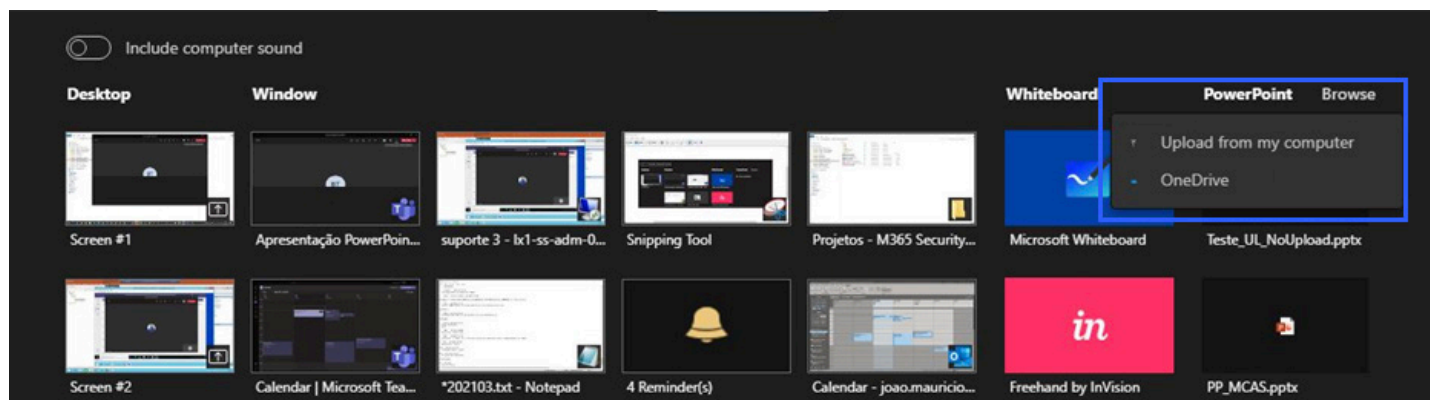 Include computer sound
Desktop
Window
Whiteboard
PowerPoint
Browse
Upload from my computer
OneDrive
Screen #1
Apresentação PowerPoin...
suporte 3 - lx1-ss-adm-0...
Snipping Tool
Projetos - M365 Security...
Microsoft Whiteboard
Teste_UL_NoUpload.pptx
in
Screen #2
Calendar | Microsoft Tea...
*202103.txt - Notepad
4 Reminder(s)
Calendar - joao.mauricio...
Freehand by InVision
PP_MCAS.pptx